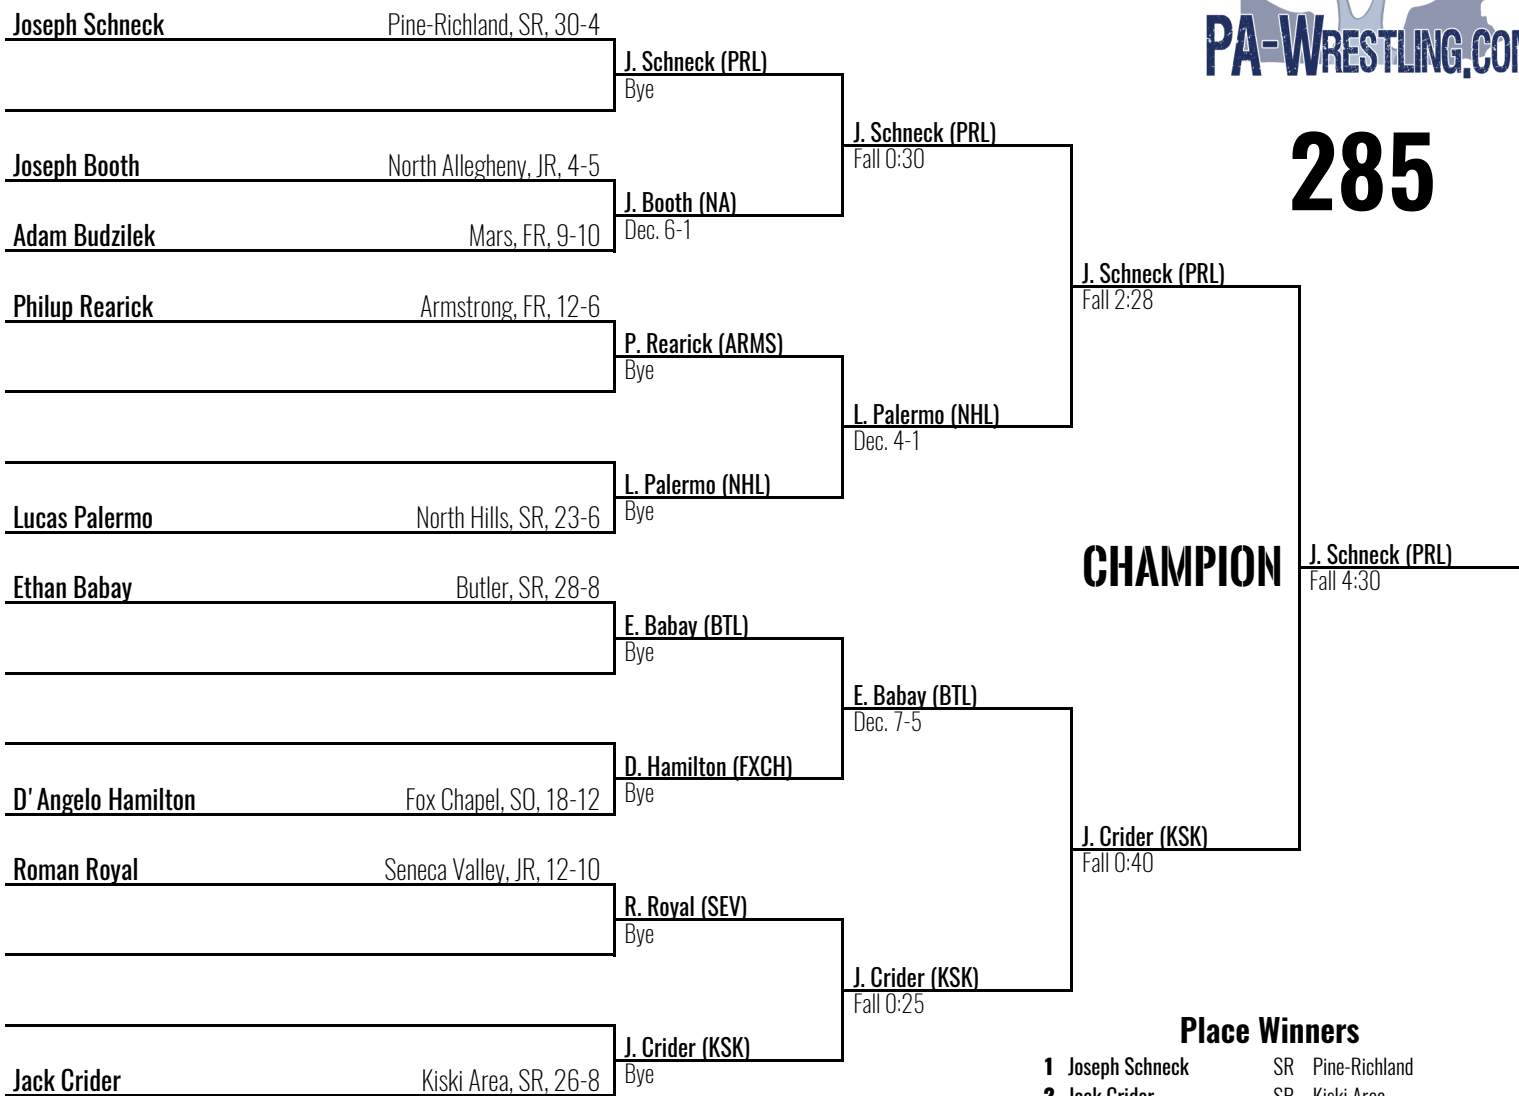 Joseph Schneck Pine-Richland, SR, 30-4
PA-WRESTLING.CO
J. Schneck (PRL)
Bye
J. Schneck (PRL)
Fall 0:30
285
Joseph Booth North Allegheny, JR, 4-5
J. Booth (NA)
Dec. 6-1
Adam Budzilek Mars, FR, 9-10
J. Schneck (PRL)
Fall 2:28
Philup Rearick Armstrong, FR, 12-6
P. Rearick (ARMS)
Bye
L. Palermo (NHL)
Dec. 4-1
L. Palermo (NHL)
Bye
Lucas Palermo North Hills, SR, 23-6
CHAMPION
J. Schneck (PRL)
Fall 4:30
Ethan Babay Butler, SR, 28-8
E. Babay (BTL)
Bye
E. Babay (BTL)
Dec. 7-5
D. Hamilton (FXCH)
Bye
D'Angelo Hamilton Fox Chapel, SO, 18-12
J. Crider (KSK)
Fall 0:40
Roman Royal Seneca Valley, JR, 12-10
R. Royal (SEV)
Bye
J. Crider (KSK)
Fall 0:25
J. Crider (KSK)
Bye
Jack Crider Kiski Area, SR, 26-8
Place Winners
1 Joseph Schneck SR Pine-Richland
2 Jack Crider SR Kiski Area